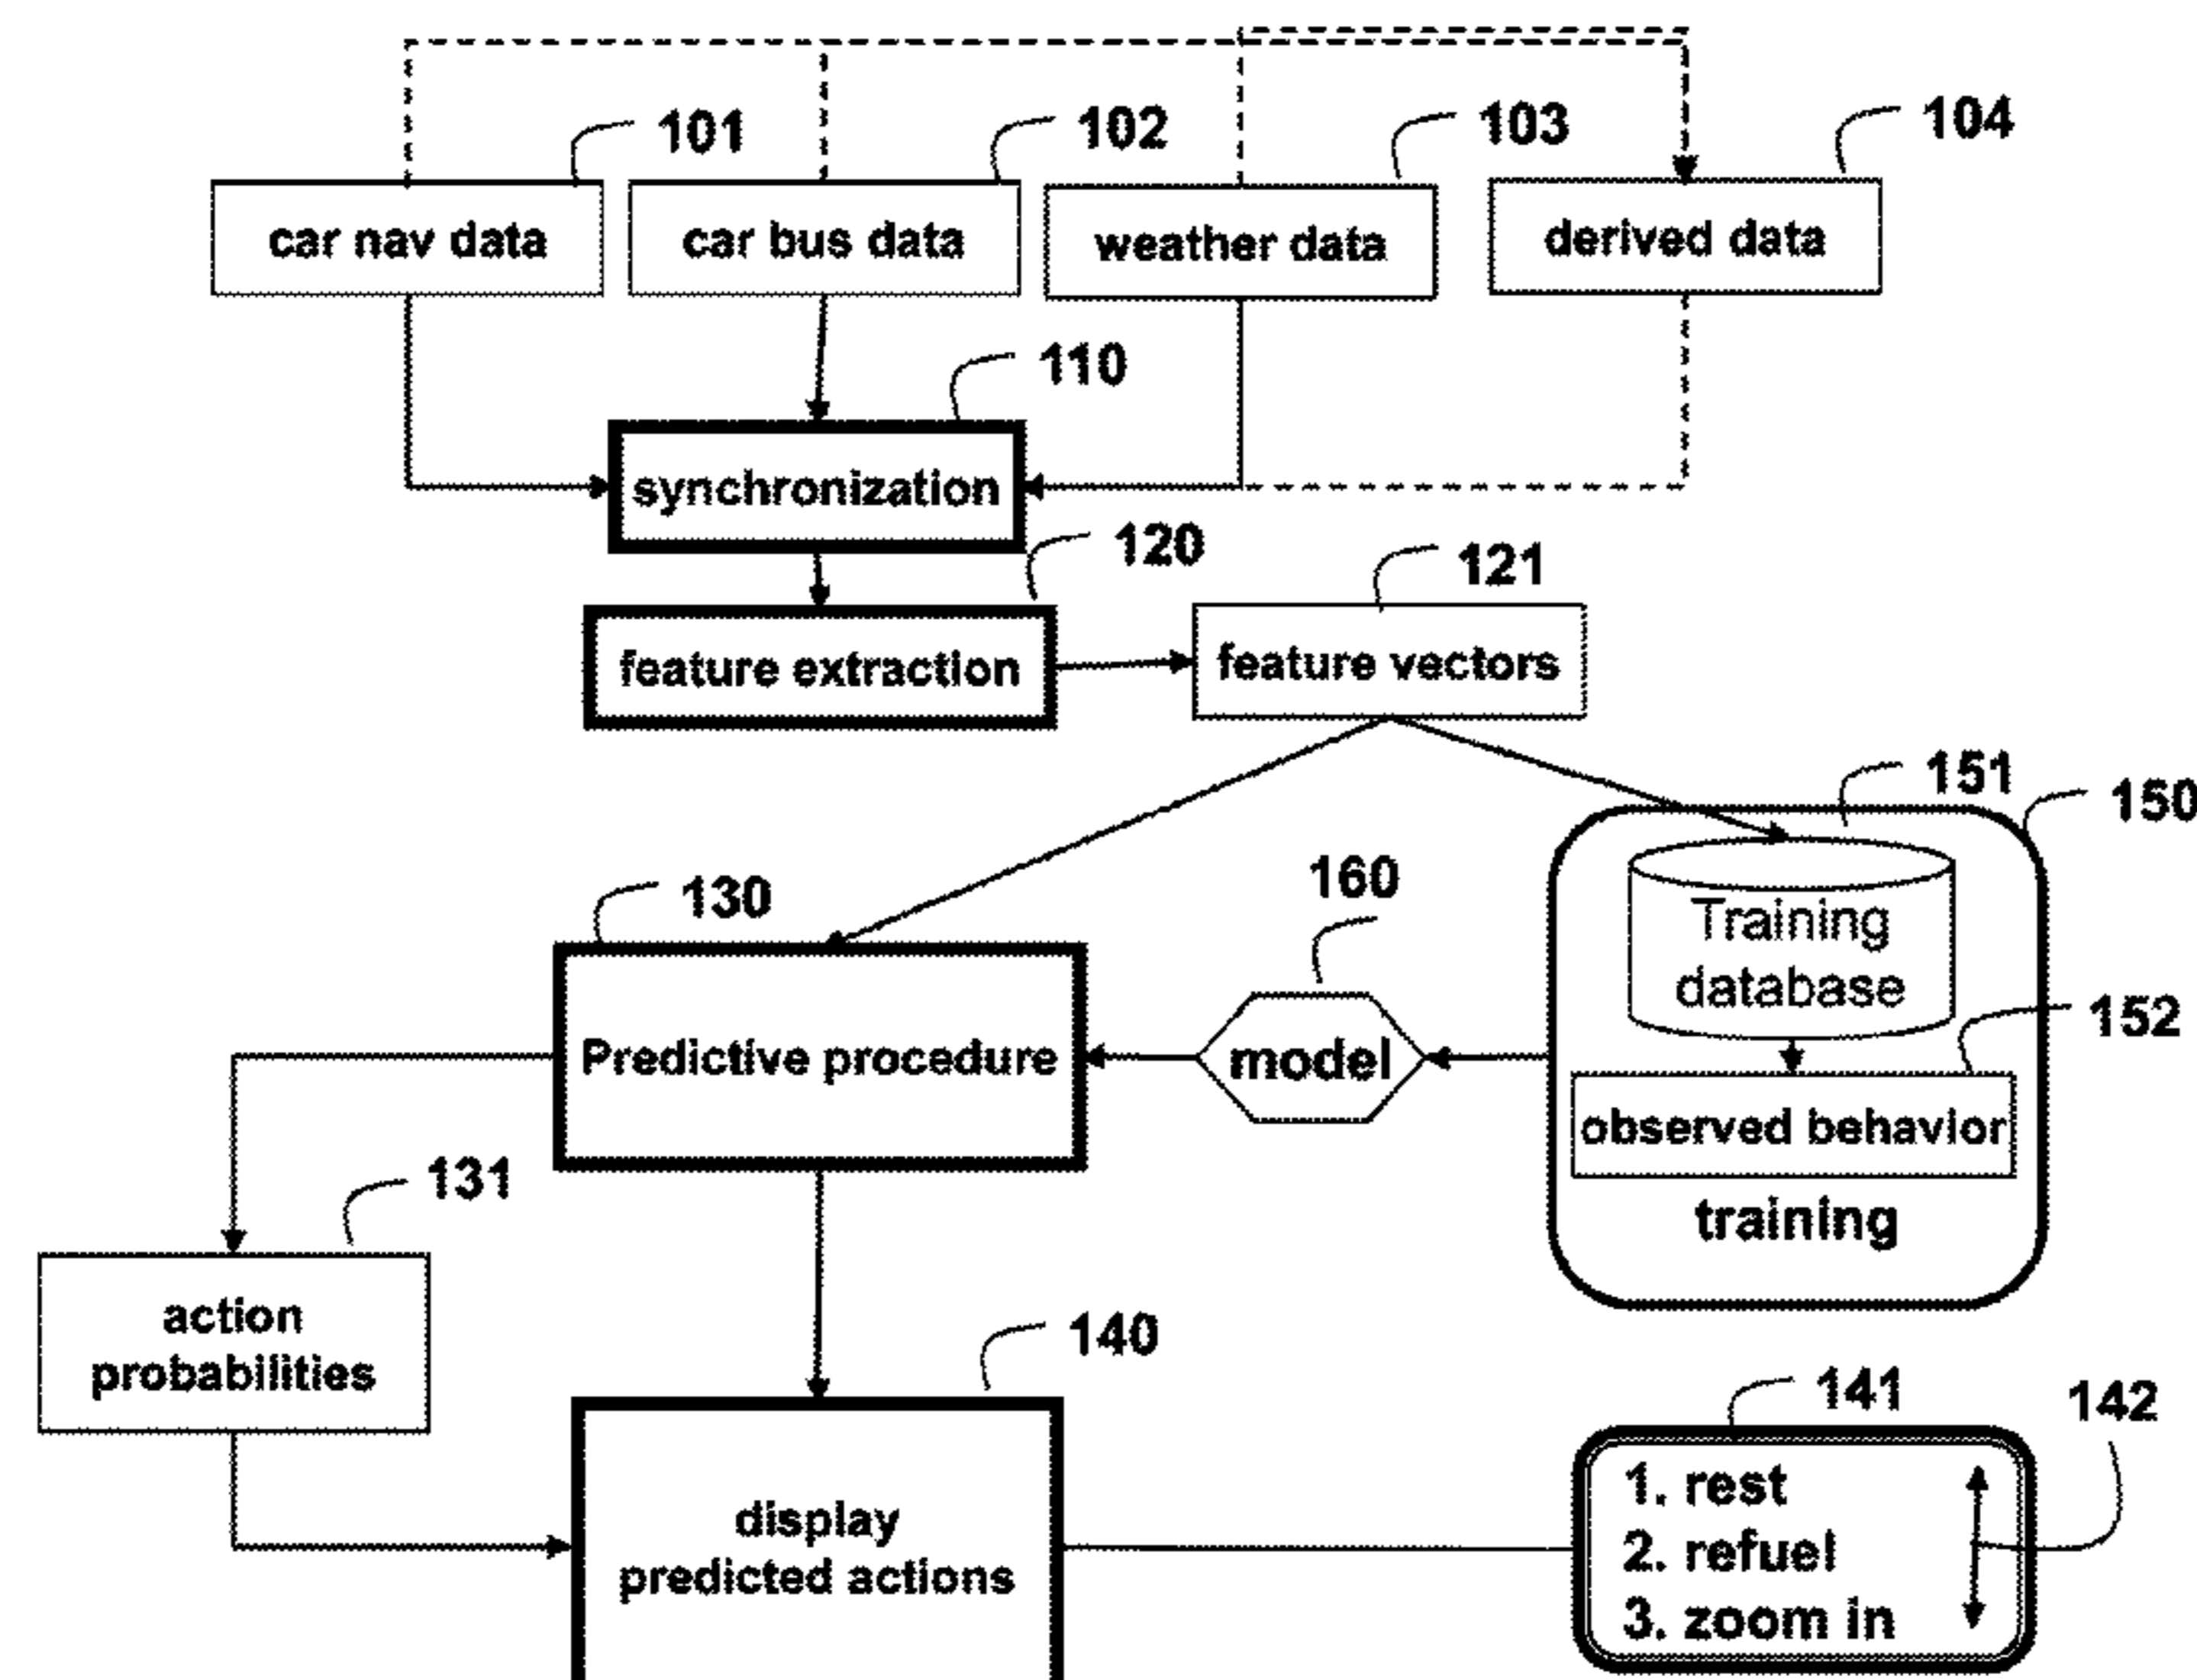 101
102
103
104
car nav data
car bus data
weather data
derived data
110
synchronization
120
121
feature extraction
feature vectors
151
150
160
130
Training
database
152
Predictive procedure
model
observed behavior
training
131
action
probabilities
140
141
142
1. rest
2. refuel
3. zoom in
display
predicted actions